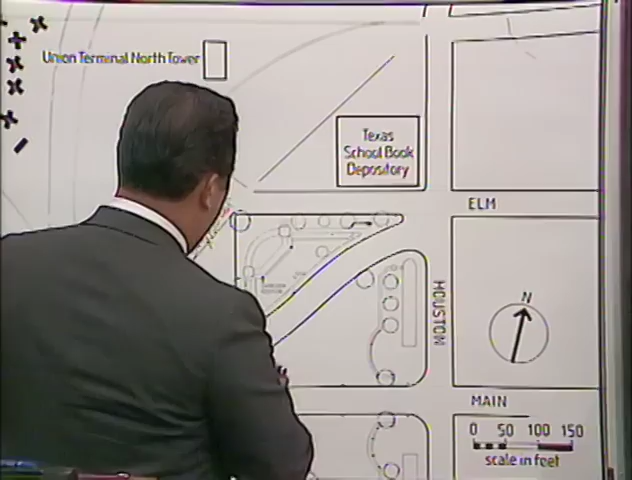 Union Terminal North Tower
Texas
School Book
Depository
ELM
HOUSTON
N
MAIN
0 50 100 150
scale in feet